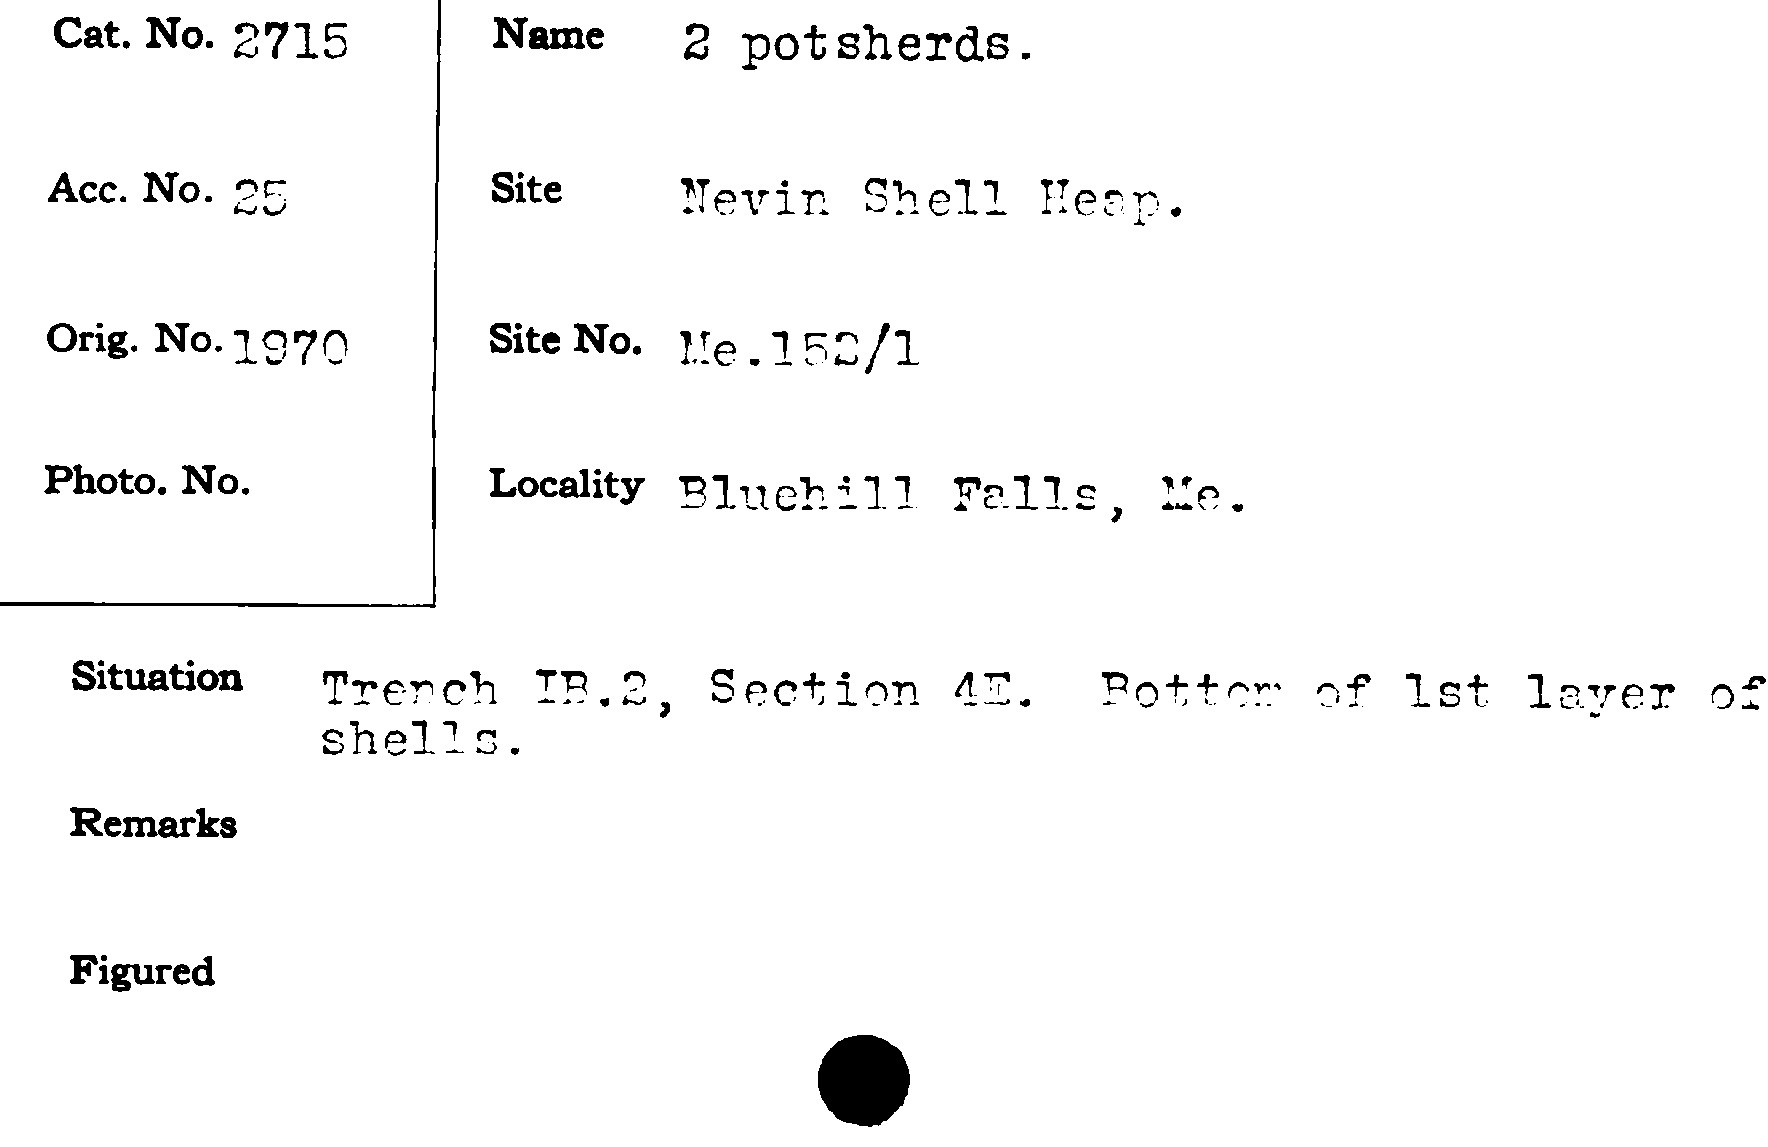 Cat. No. 2715
Name 2 potsherds.
Acc. No. 25
Site Nevin Shell Heap.
Orig. No. 1970
Site No. Me.152/1
Photo. No.
Locality Bluehill Falls, Me.
Situation Trench IB.2, Section 4E. Bottom of 1st layer of
shells.
Remarks
Figured